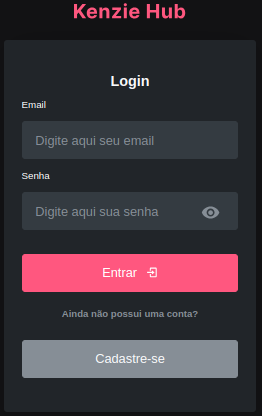 Kenzie Hub
Login
Email
Digite aqui seu email
Senha
Digite aqui sua senha
Entrar
Ainda não possui uma conta?
Cadastre-se